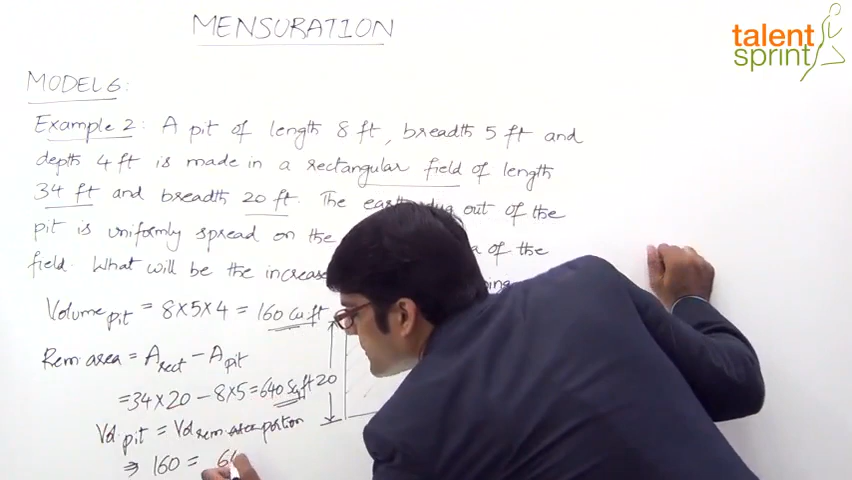 MENSURATION
talent
sprint
MODEL 6:
Example 2: A pit of length 8 ft, breadth 5 ft and
depth 4 ft is made in a rectangular field of length
34 ft and breadth 20 ft. The out of the
pit is uniformly spread on the of the
field. What will be the increase
Volume pit = 8×5×4 = 160 cu ft
Rem. area = A rect − A pit
= 34×20 − 8×5 = 640 sq ft
20
Vol. pit = Vol rem. area portion
⇒ 160 =